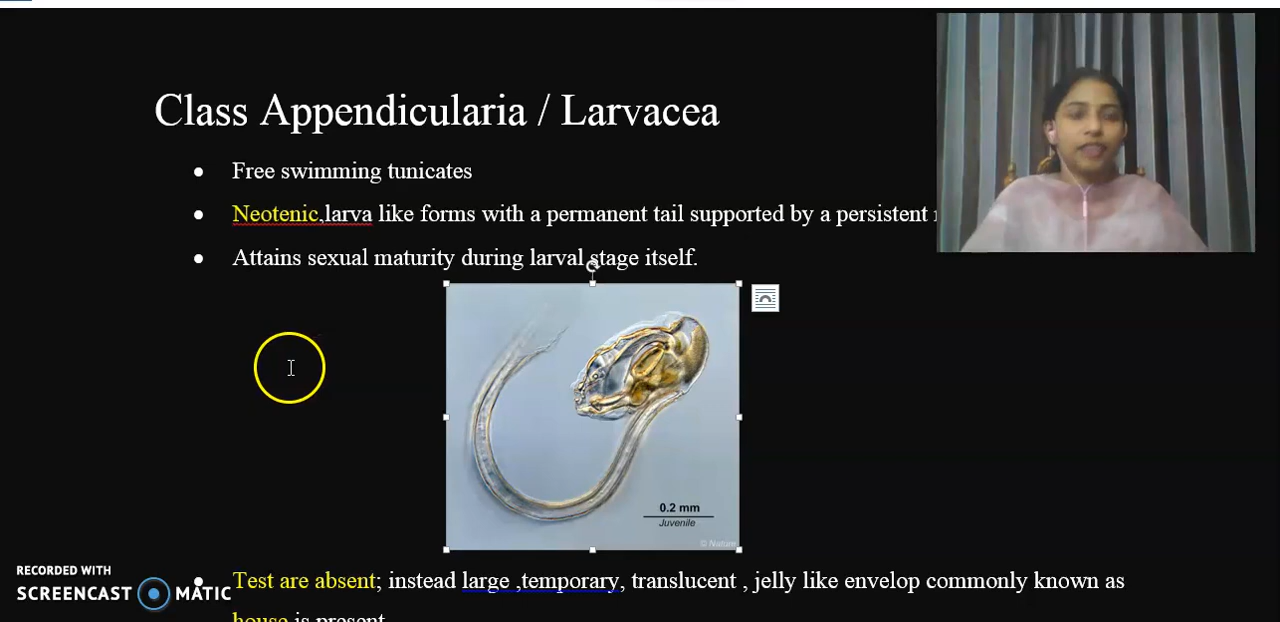 Class Appendicularia / Larvacea
● Free swimming tunicates
● Neotenic,larva like forms with a permanent tail supported by a persistent
● Attains sexual maturity during larval stage itself.
0.2 mm
Juvenile
© Nature
● Test are absent; instead large ,temporary, translucent , jelly like envelop commonly known as
house is present
RECORDED WITH
SCREENCAST MATIC